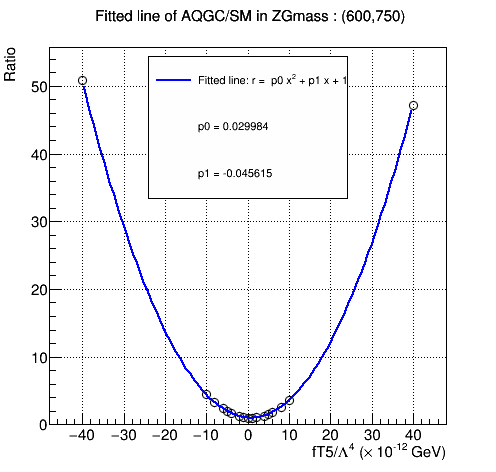 Fitted line of AQGC/SM in ZGmass : (600,750)
Ratio
Fitted line: r = p0 x² + p1 x + 1
p0 = 0.029984
p1 = -0.045615
50
40
30
20
10
0
−40 −30 −20 −10 0 10 20 30 40
fT5/Λ⁴ (× 10⁻¹² GeV)